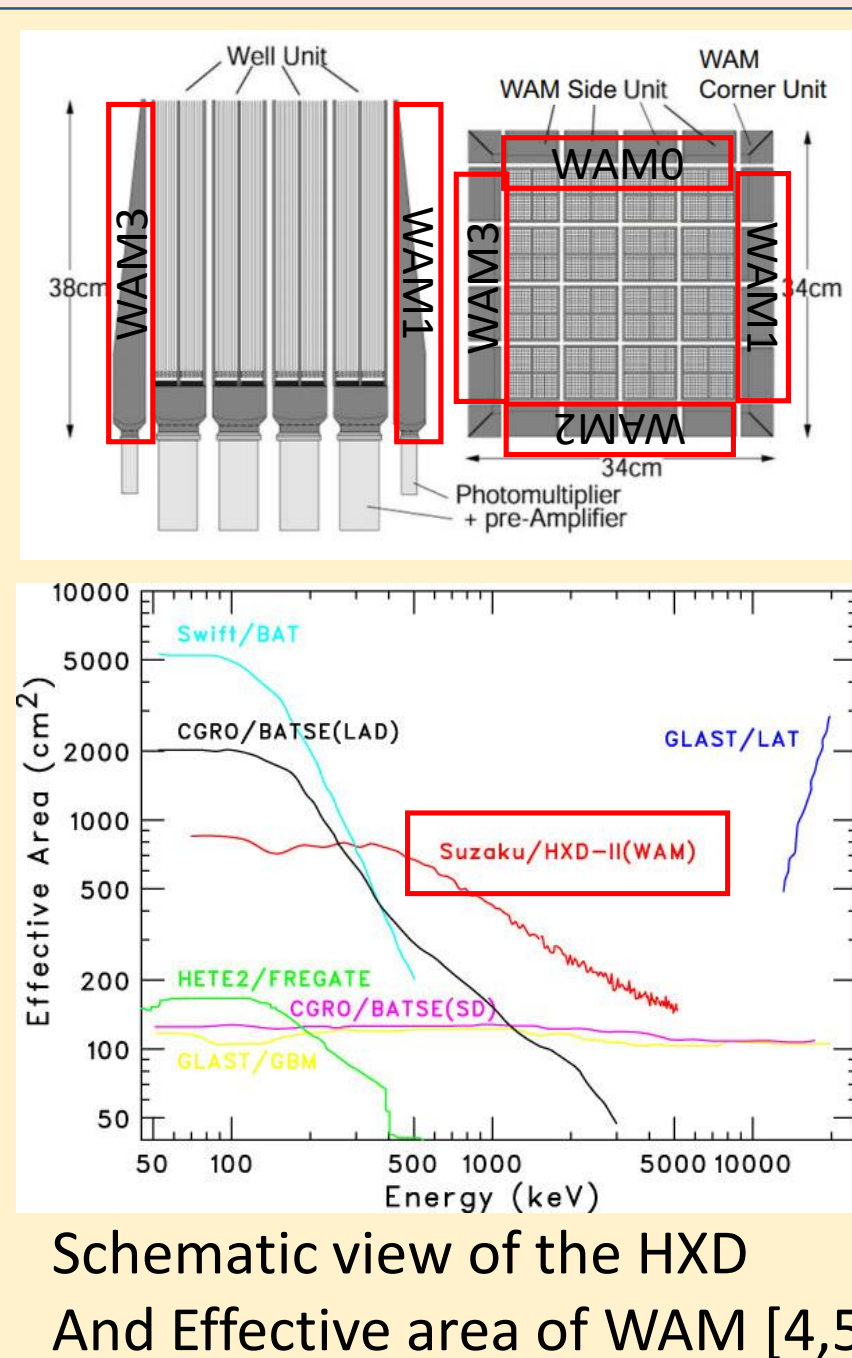 Well Unit
WAM Side Unit
WAM
Corner Unit
WAM3
WAM1
38cm
WAM0
WAM3
WAM1
WAM2
34cm
34cm
Photomultiplier
+ pre-Amplifier
10000
5000
2000
1000
500
200
100
50
Effective Area (cm²)
Swift/BAT
CGRO/BATSE(LAD)
GLAST/LAT
Suzaku/HXD-II(WAM)
HETE2/FREGATE
CGRO/BATSE(SD)
GLAST/GBM
50 100 500 1000 5000 10000
Energy (keV)
Schematic view of the HXD
And Effective area of WAM [4,5